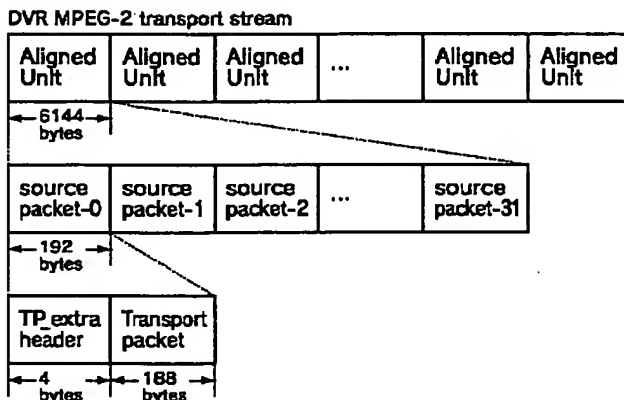 DVR MPEG-2 transport stream
Aligned Unit Aligned Unit Aligned Unit ... Aligned Unit Aligned Unit
6144 bytes
source packet-0 source packet-1 source packet-2 ... source packet-31
192 bytes
TP_extra header Transport packet
4 bytes 188 bytes